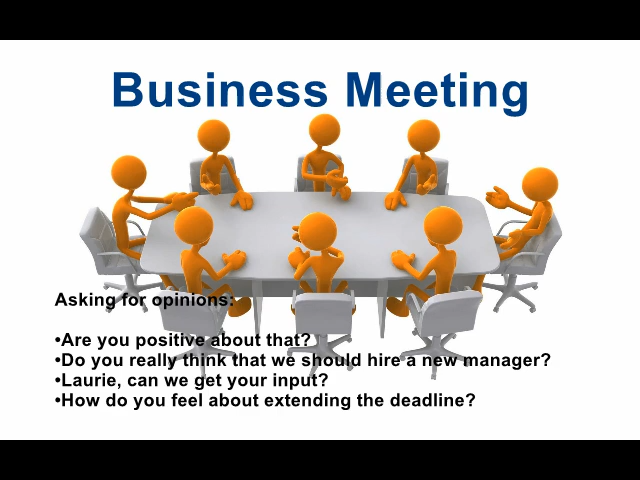 Business Meeting
Asking for opinions:
•Are you positive about that?
•Do you really think that we should hire a new manager?
•Laurie, can we get your input?
•How do you feel about extending the deadline?